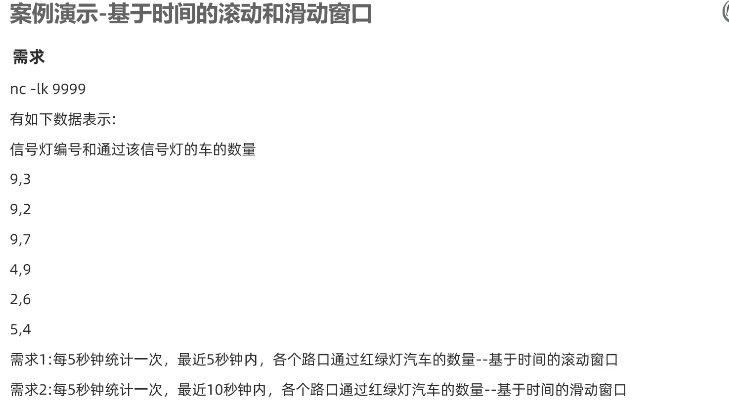 案例演示-基于时间的滚动和滑动窗口
需求
nc -lk 9999
有如下数据表示：
信号灯编号和通过该信号灯的车的数量
9,3
9,2
9,7
4,9
2,6
5,4
需求1:每5秒钟统计一次，最近5秒钟内，各个路口通过红绿灯汽车的数量--基于时间的滚动窗口
需求2:每5秒钟统计一次，最近10秒钟内，各个路口通过红绿灯汽车的数量--基于时间的滑动窗口